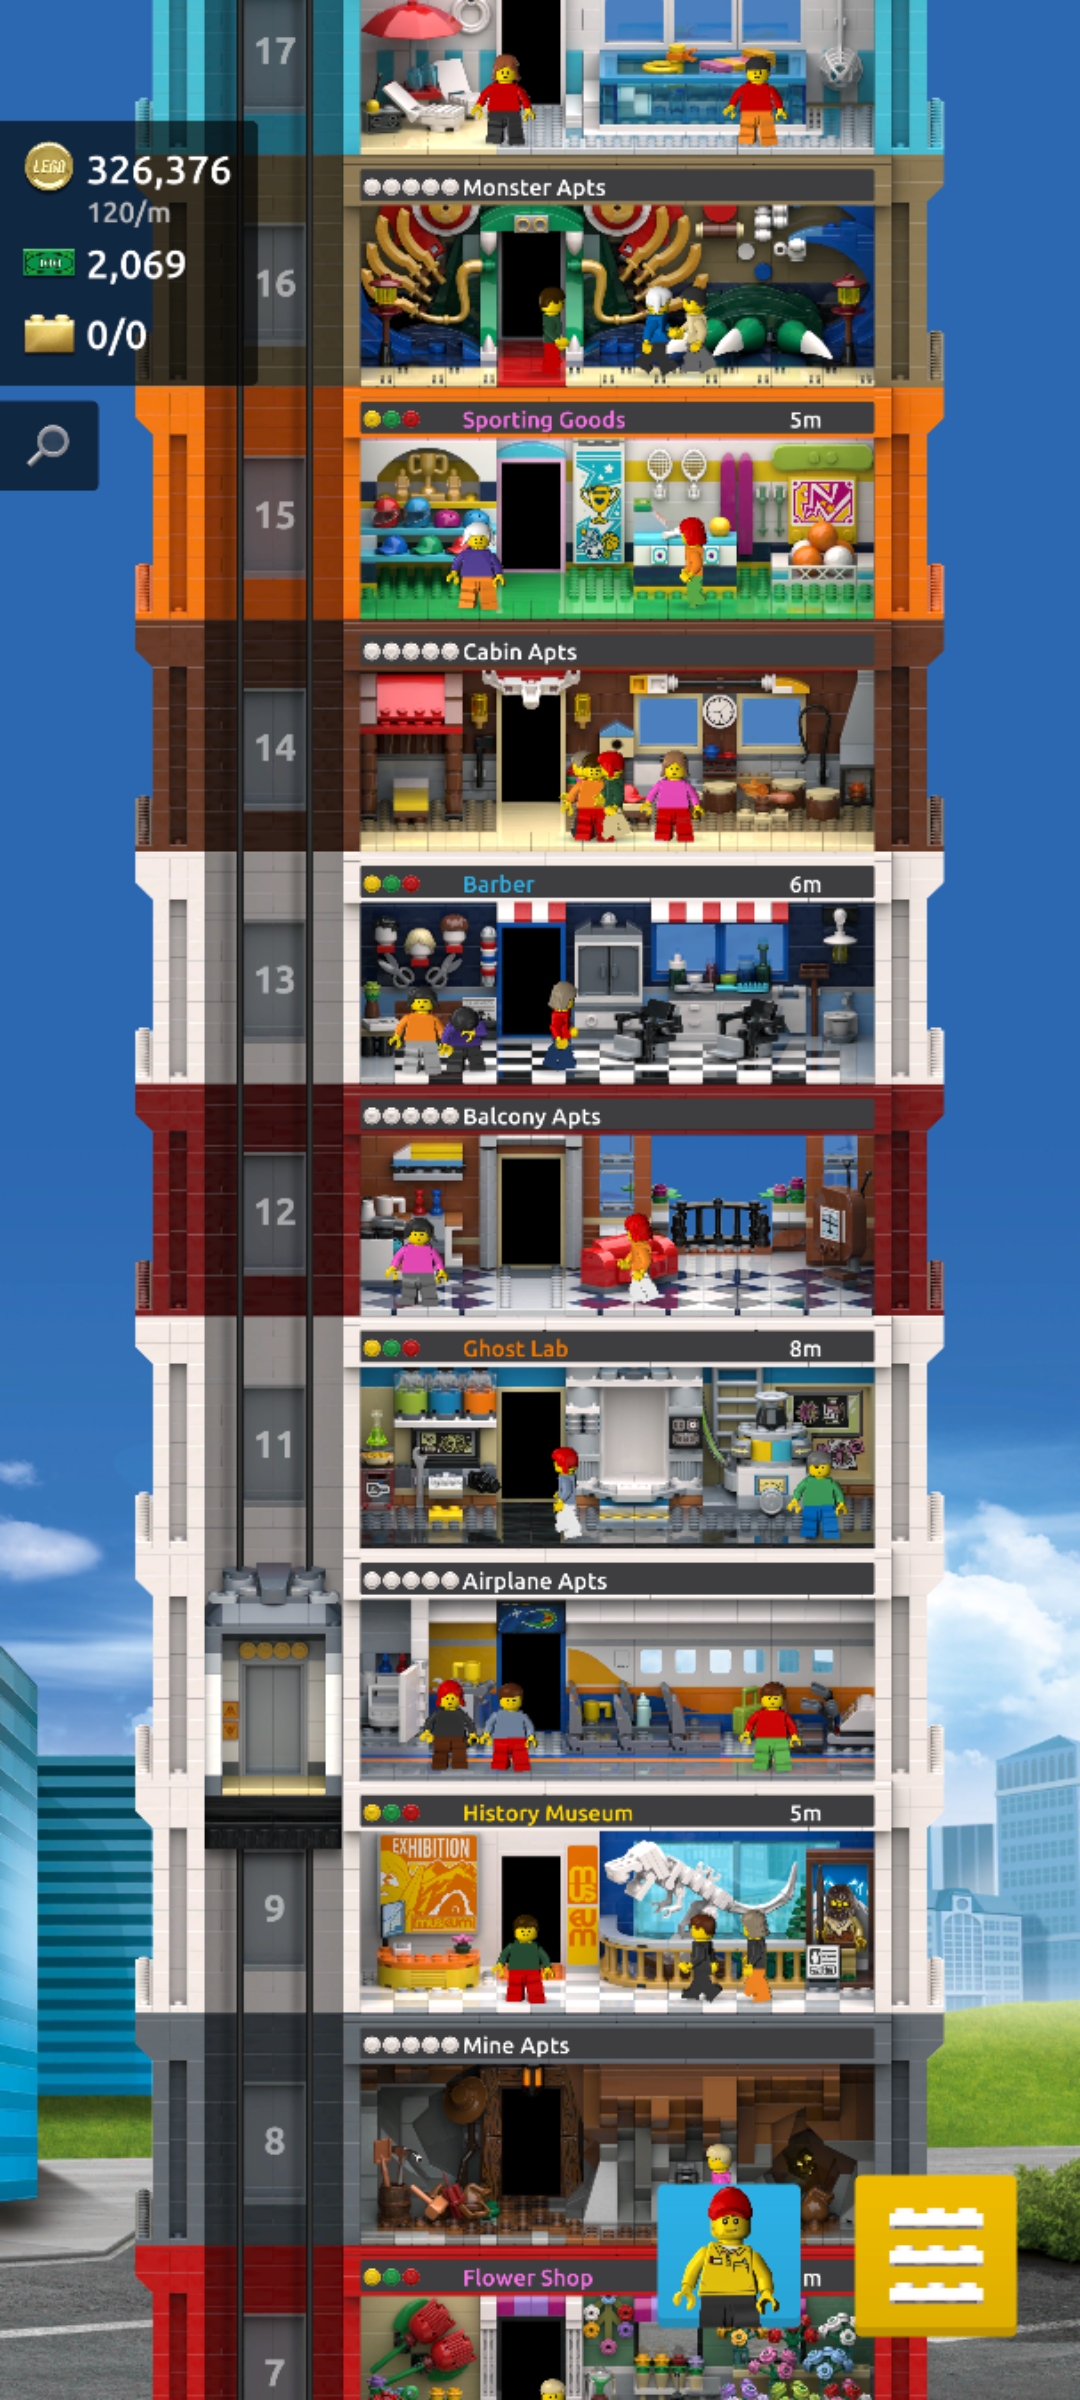 17
LEGO
326,376
120/m
2,069
0/0
Monster Apts
16
Sporting Goods 5m
15
Cabin Apts
14
Barber 6m
13
Balcony Apts
12
Ghost Lab 8m
11
Airplane Apts
History Museum 5m
EXHIBITION
museum
mus
eum
9
Mine Apts
8
Flower Shop m
7